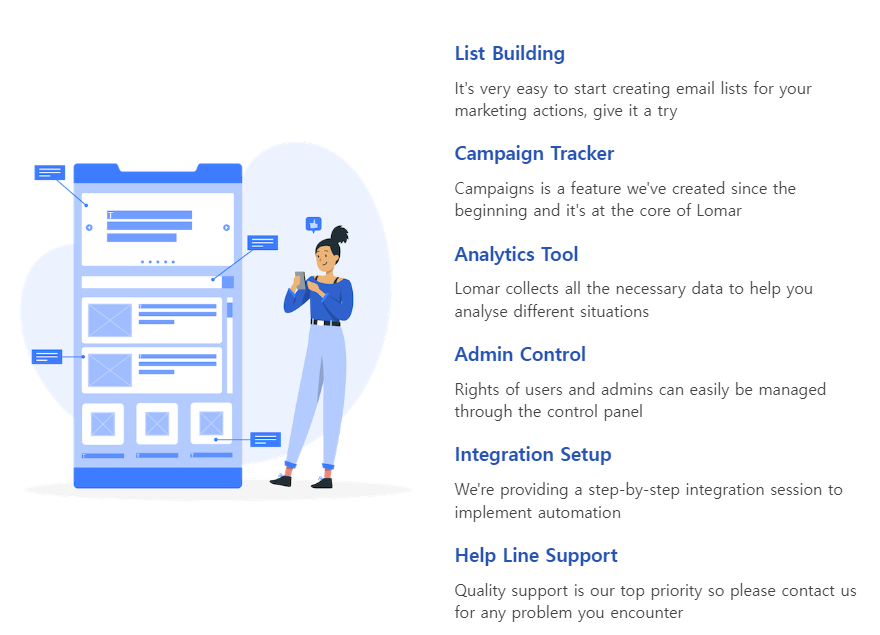 List Building
It's very easy to start creating email lists for your
marketing actions, give it a try
Campaign Tracker
Campaigns is a feature we've created since the
beginning and it's at the core of Lomar
Analytics Tool
Lomar collects all the necessary data to help you
analyse different situations
Admin Control
Rights of users and admins can easily be managed
through the control panel
Integration Setup
We're providing a step-by-step integration session to
implement automation
Help Line Support
Quality support is our top priority so please contact us
for any problem you encounter